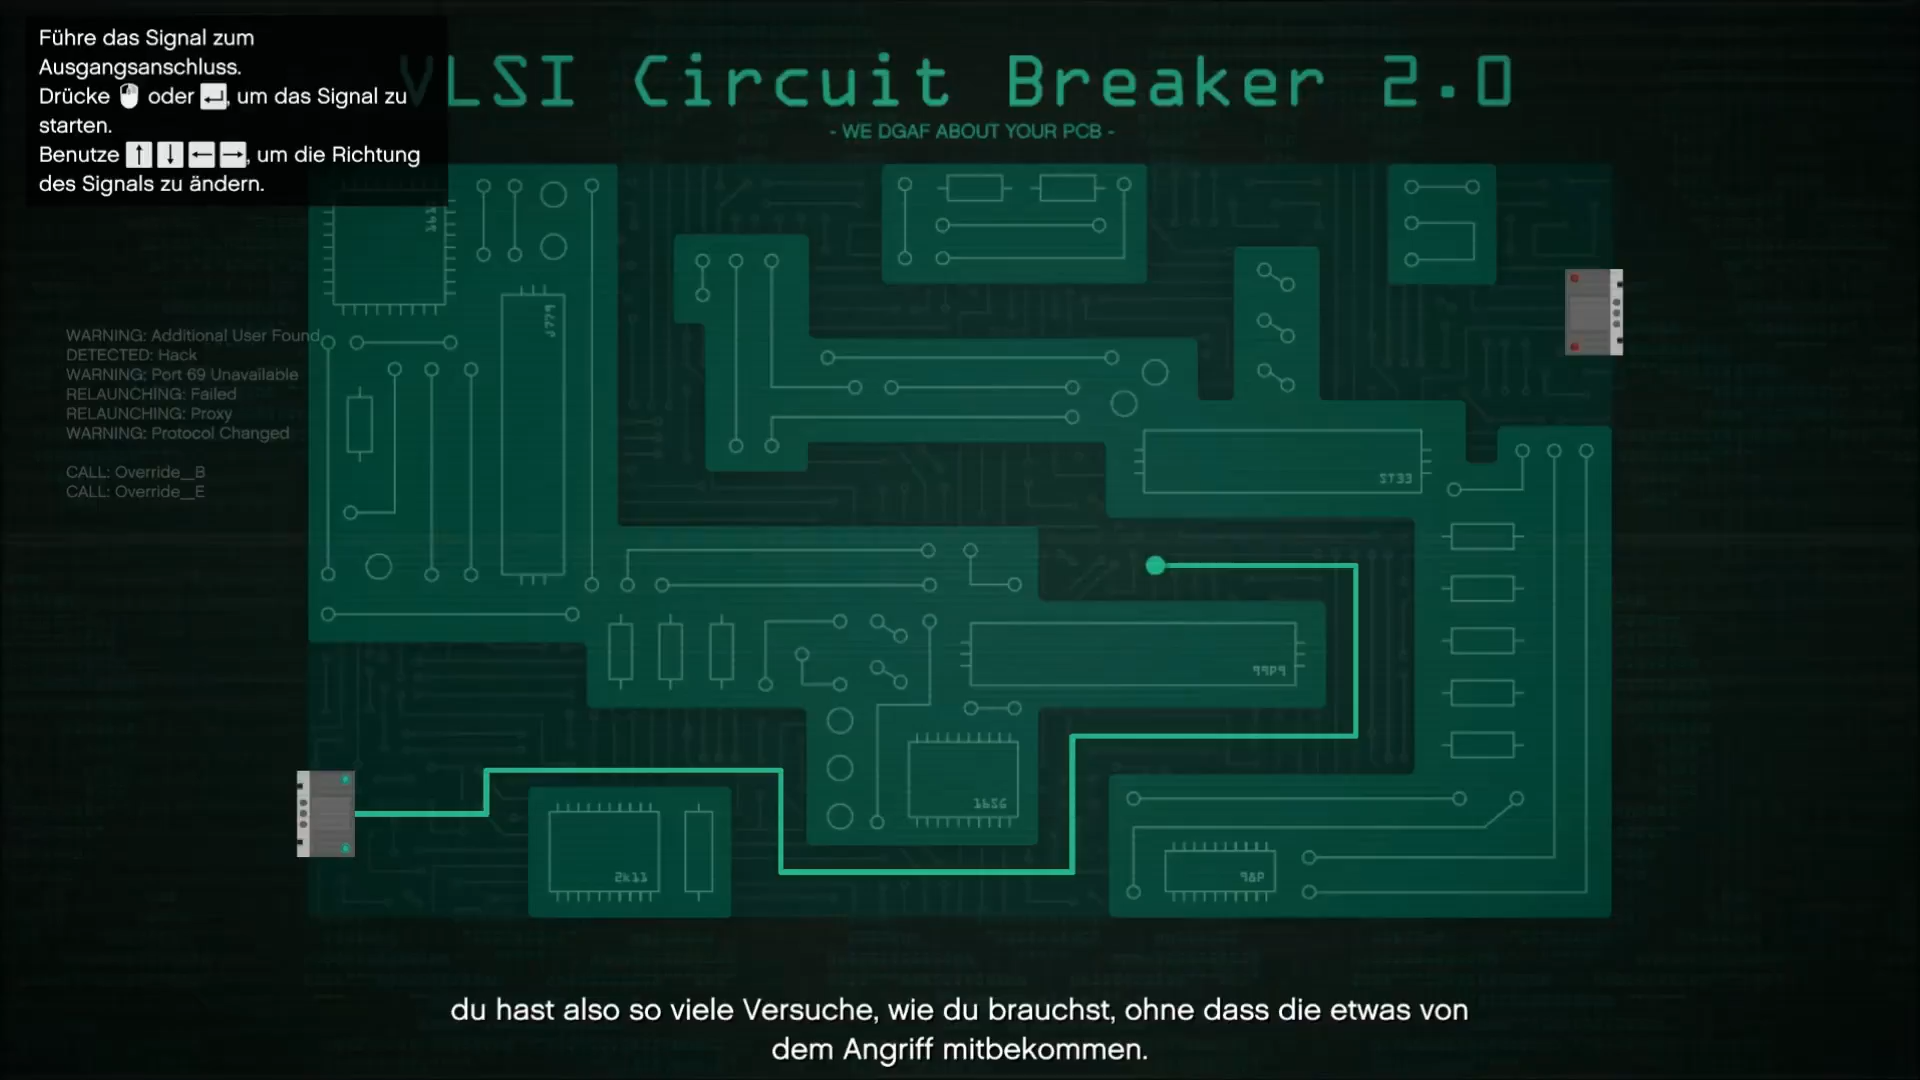 Führe das Signal zum
Ausgangsanschluss.
Drücke oder , um das Signal zu
starten.
Benutze ↑ ↓ ← →, um die Richtung
des Signals zu ändern.
VLSI Circuit Breaker 2.0
- WE DGAF ABOUT YOUR PCB -
WARNING: Additional User Found
DETECTED: Hack
WARNING: Port 69 Unavailable
RELAUNCHING: Failed
RELAUNCHING: Proxy
WARNING: Protocol Changed
CALL: Override__B
CALL: Override__E
du hast also so viele Versuche, wie du brauchst, ohne dass die etwas von
dem Angriff mitbekommen.